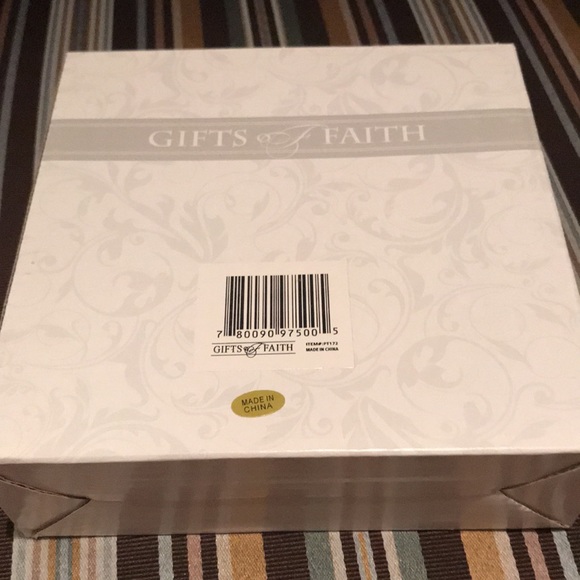 GIFTS of FAITH
7 80090 97500 5
GIFTS of FAITH
ITEM#:PT172
MADE IN CHINA
MADE IN
CHINA